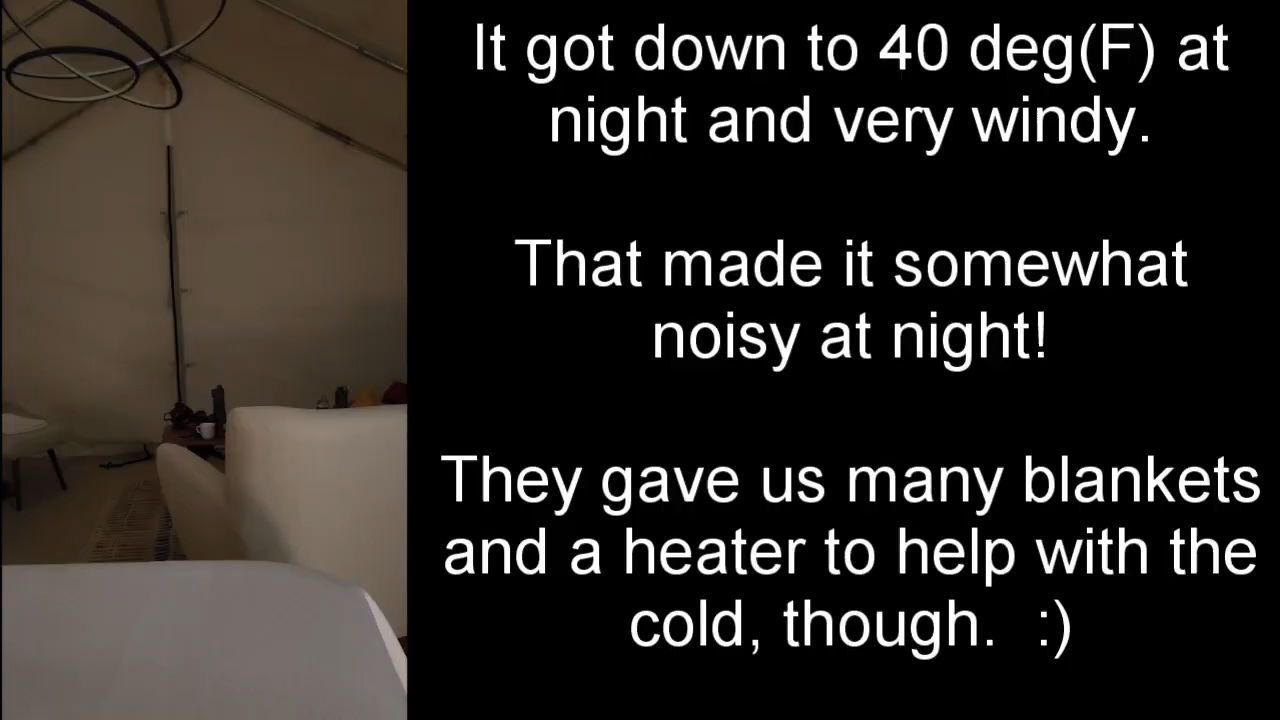 It got down to 40 deg(F) at
night and very windy.
That made it somewhat
noisy at night!
They gave us many blankets
and a heater to help with the
cold, though.  :)